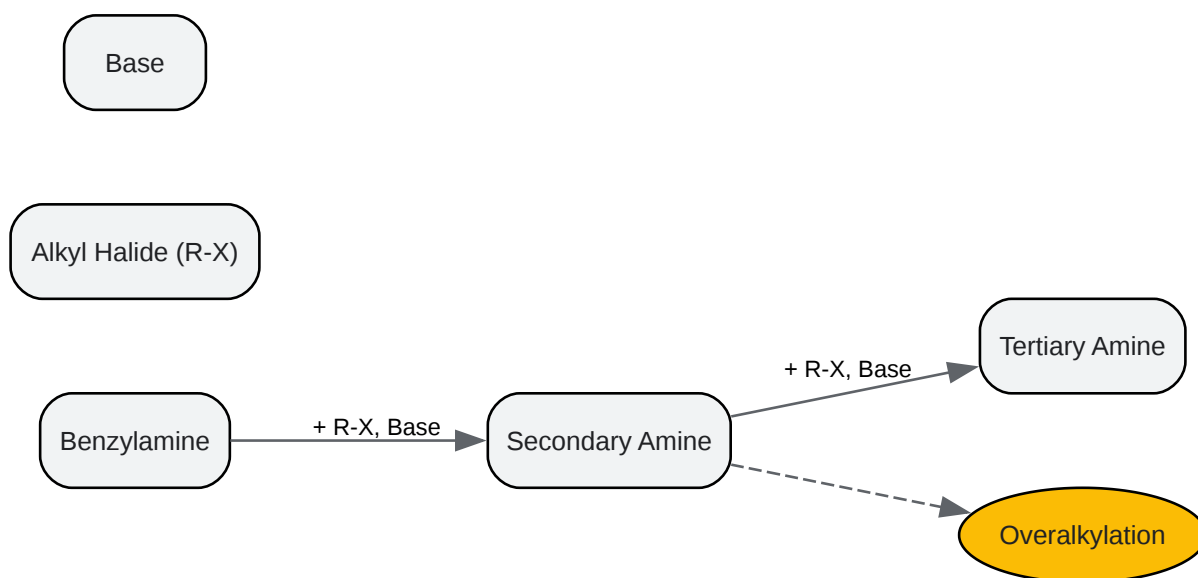 Base
Alkyl Halide (R-X)
Benzylamine
+ R-X, Base
Secondary Amine
+ R-X, Base
Tertiary Amine
Overalkylation